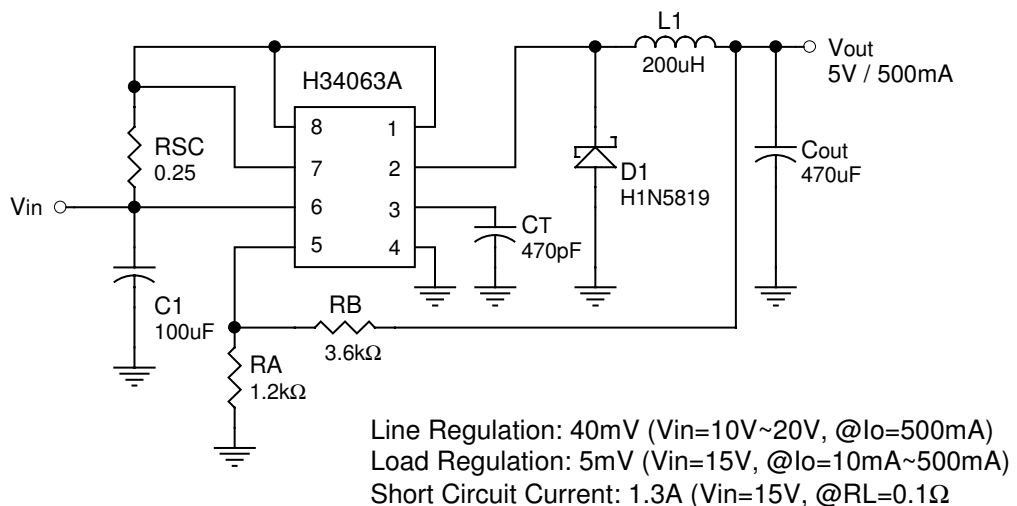 L1
200uH
Vout
5V / 500mA
H34063A
8
1
7
2
6
3
5
4
RSC
0.25
Vin
C1
100uF
CT
470pF
D1
H1N5819
Cout
470uF
RB
3.6kΩ
RA
1.2kΩ
Line Regulation: 40mV (Vin=10V~20V, @Io=500mA)
Load Regulation: 5mV (Vin=15V, @Io=10mA~500mA)
Short Circuit Current: 1.3A (Vin=15V, @RL=0.1Ω